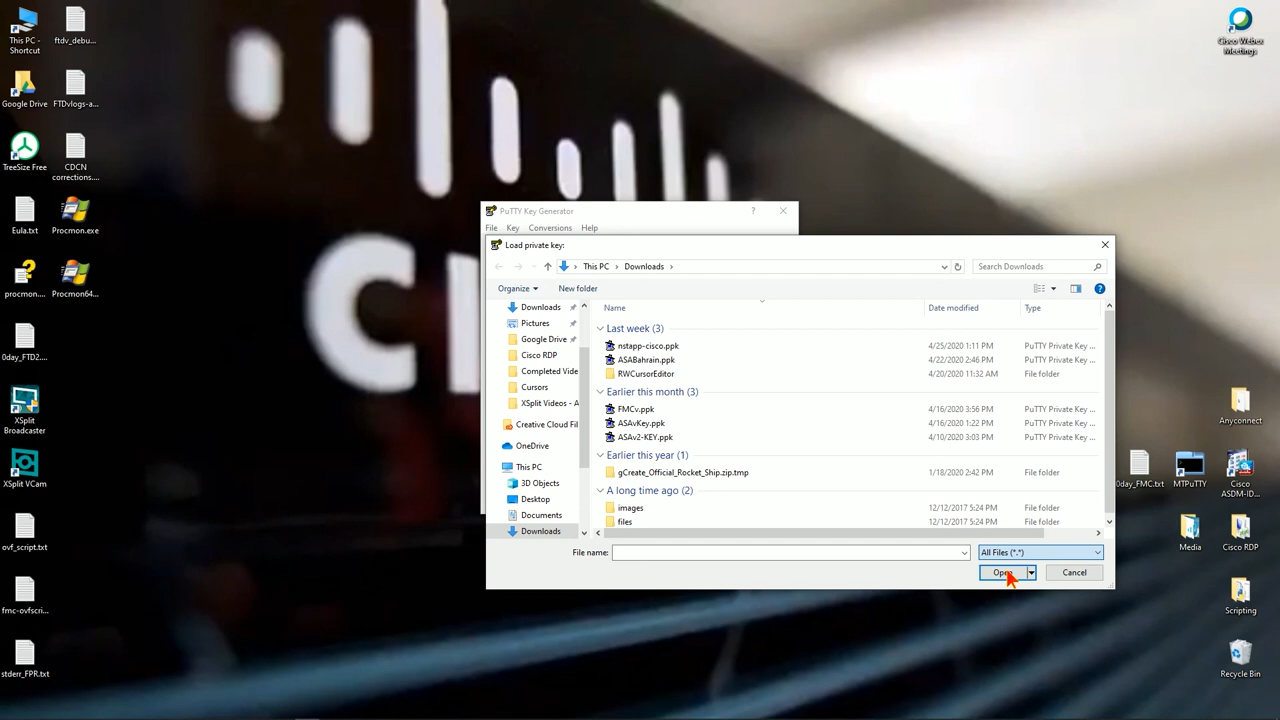 This PC -
Shortcut
ftdv_debu...
Google Drive
FTDvlogs-a...
TreeSize Free
CDCN
corrections....
Eula.txt
Procmon.exe
procmon....
Procmon64...
0day_FTD2...
XSplit
Broadcaster
XSplit VCam
ovf_script.txt
fmc-ovfscri...
stderr_FPR.txt
Cisco Webex
Meetings
PuTTY Key Generator
?
File Key Conversions Help
Load private key:
This PC > Downloads >
Search Downloads
Organize
New folder
Downloads
Pictures
Google Drive
Cisco RDP
Completed Vide
Cursors
XSplit Videos - A
Creative Cloud Fil
OneDrive
This PC
3D Objects
Desktop
Documents
Downloads
Name Date modified Type
Last week (3)
nstapp-cisco.ppk 4/25/2020 1:11 PM PuTTY Private Key ...
ASABahrain.ppk 4/22/2020 2:46 PM PuTTY Private Key ...
RWCursorEditor 4/20/2020 11:32 AM File folder
Earlier this month (3)
FMCv.ppk 4/16/2020 3:56 PM PuTTY Private Key ...
ASAvKey.ppk 4/16/2020 1:22 PM PuTTY Private Key ...
ASAv2-KEY.ppk 4/10/2020 3:03 PM PuTTY Private Key ...
Earlier this year (1)
gCreate_Official_Rocket_Ship.zip.tmp 1/18/2020 2:42 PM File folder
A long time ago (2)
images 12/12/2017 5:24 PM File folder
files 12/12/2017 5:24 PM File folder
File name:
All Files (*.*)
Open
Cancel
Anyconnect
0day_FMC.txt
MTPuTTY
Cisco
ASDM-ID...
Media
Cisco RDP
Scripting
Recycle Bin